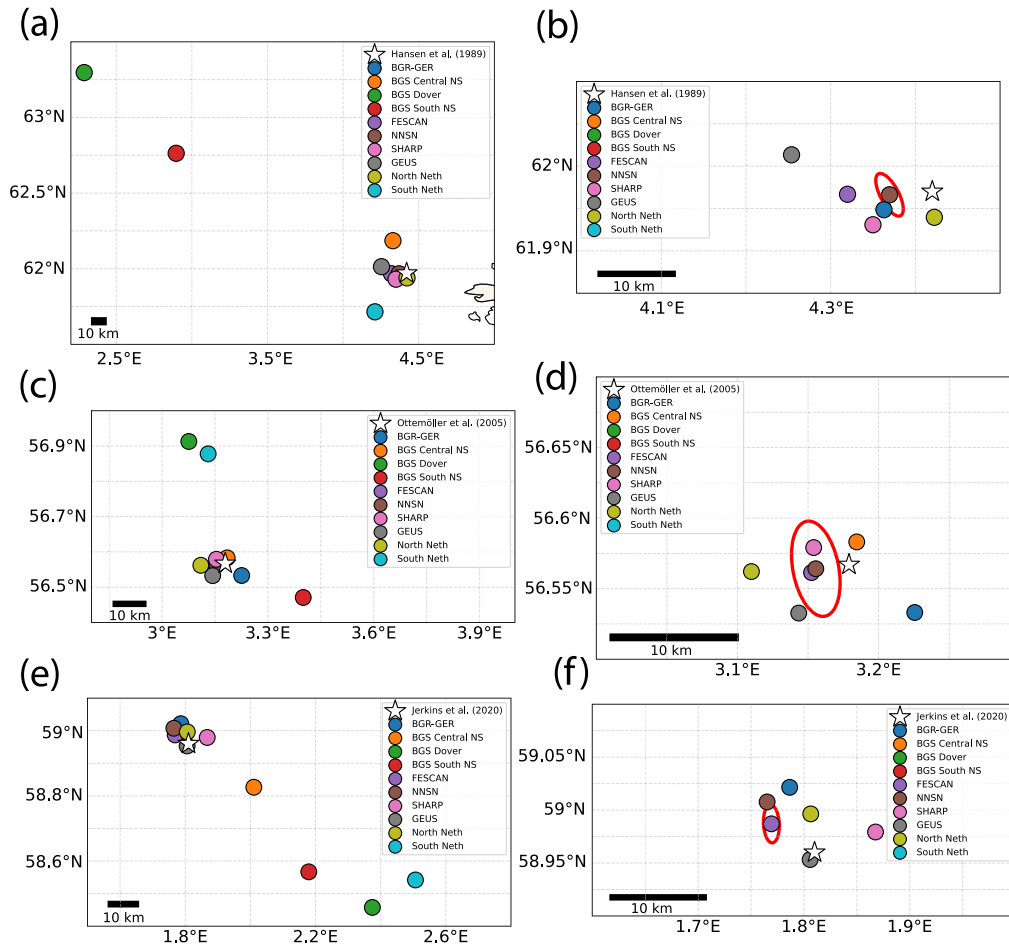 (a)
63°N
62.5°N
62°N
10 km
2.5°E
3.5°E
4.5°E
Hansen et al. (1989)
BGR-GER
BGS Central NS
BGS Dover
BGS South NS
FESCAN
NNSN
SHARP
GEUS
North Neth
South Neth
(b)
62°N
61.9°N
10 km
4.1°E
4.3°E
Hansen et al. (1989)
BGR-GER
BGS Central NS
BGS Dover
BGS South NS
FESCAN
NNSN
SHARP
GEUS
North Neth
South Neth
(c)
56.9°N
56.7°N
56.5°N
10 km
3°E
3.3°E
3.6°E
3.9°E
Ottemöller et al. (2005)
BGR-GER
BGS Central NS
BGS Dover
BGS South NS
FESCAN
NNSN
SHARP
GEUS
North Neth
South Neth
(d)
56.65°N
56.6°N
56.55°N
10 km
3.1°E
3.2°E
Ottemöller et al. (2005)
BGR-GER
BGS Central NS
BGS Dover
BGS South NS
FESCAN
NNSN
SHARP
GEUS
North Neth
South Neth
(e)
59°N
58.8°N
58.6°N
10 km
1.8°E
2.2°E
2.6°E
Jerkins et al. (2020)
BGR-GER
BGS Central NS
BGS Dover
BGS South NS
FESCAN
NNSN
SHARP
GEUS
North Neth
South Neth
(f)
59.05°N
59°N
58.95°N
10 km
1.7°E
1.8°E
1.9°E
Jerkins et al. (2020)
BGR-GER
BGS Central NS
BGS Dover
BGS South NS
FESCAN
NNSN
SHARP
GEUS
North Neth
South Neth